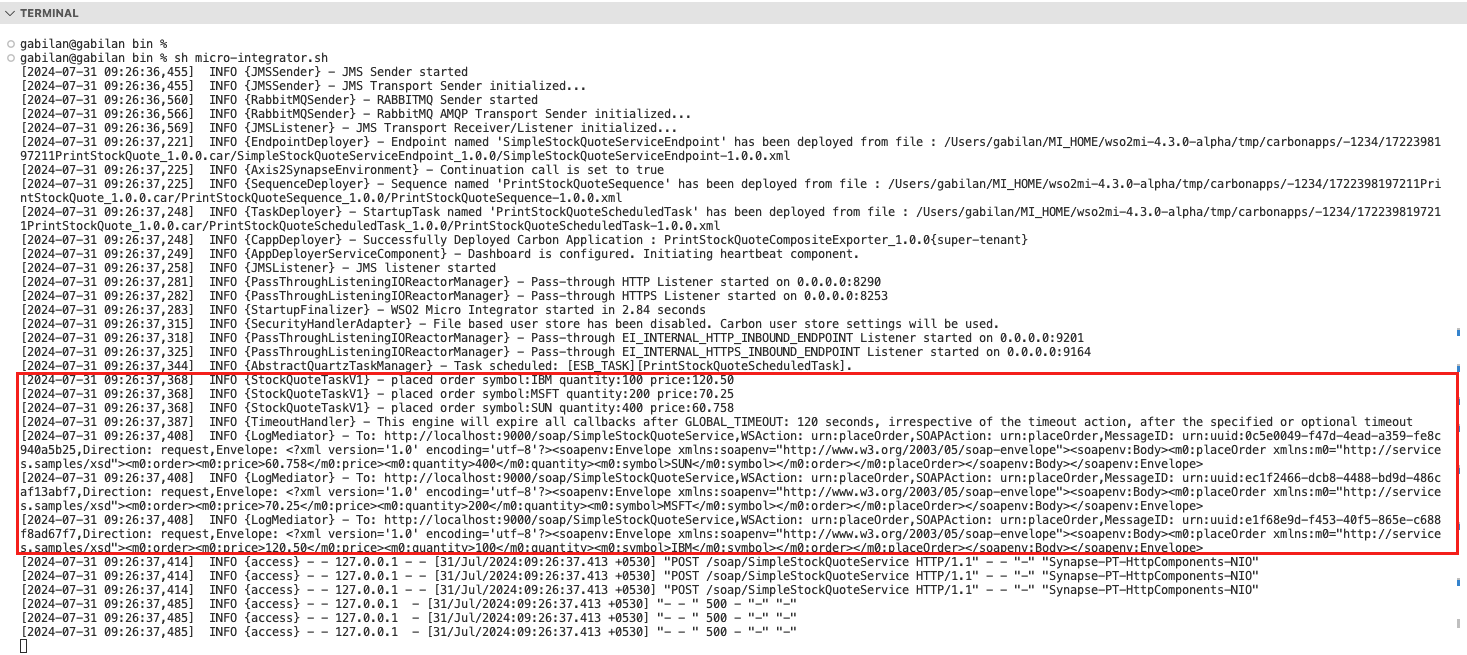 TERMINAL
gabilan@gabilan bin %
gabilan@gabilan bin % sh micro-integrator.sh
[2024-07-31 09:26:36,455]  INFO {JMSSender} - JMS Sender started
[2024-07-31 09:26:36,455]  INFO {JMSSender} - JMS Transport Sender initialized...
[2024-07-31 09:26:36,560]  INFO {RabbitMQSender} - RABBITMQ Sender started
[2024-07-31 09:26:36,566]  INFO {RabbitMQSender} - RabbitMQ AMQP Transport Sender initialized...
[2024-07-31 09:26:36,569]  INFO {JMSListener} - JMS Transport Receiver/Listener initialized...
[2024-07-31 09:26:37,221]  INFO {EndpointDeployer} - Endpoint named 'SimpleStockQuoteServiceEndpoint' has been deployed from file : /Users/gabilan/MI_HOME/wso2mi-4.3.0-alpha/tmp/carbonapps/-1234/17223981
97211PrintStockQuote_1.0.0.car/SimpleStockQuoteServiceEndpoint_1.0.0/SimpleStockQuoteServiceEndpoint-1.0.0.xml
[2024-07-31 09:26:37,225]  INFO {Axis2SynapseEnvironment} - Continuation call is set to true
[2024-07-31 09:26:37,225]  INFO {SequenceDeployer} - Sequence named 'PrintStockQuoteSequence' has been deployed from file : /Users/gabilan/MI_HOME/wso2mi-4.3.0-alpha/tmp/carbonapps/-1234/1722398197211Pri
ntStockQuote_1.0.0.car/PrintStockQuoteSequence_1.0.0/PrintStockQuoteSequence-1.0.0.xml
[2024-07-31 09:26:37,248]  INFO {TaskDeployer} - StartupTask named 'PrintStockQuoteScheduledTask' has been deployed from file : /Users/gabilan/MI_HOME/wso2mi-4.3.0-alpha/tmp/carbonapps/-1234/172239819721
1PrintStockQuote_1.0.0.car/PrintStockQuoteScheduledTask_1.0.0/PrintStockQuoteScheduledTask-1.0.0.xml
[2024-07-31 09:26:37,248]  INFO {CappDeployer} - Successfully Deployed Carbon Application : PrintStockQuoteCompositeExporter_1.0.0{super-tenant}
[2024-07-31 09:26:37,249]  INFO {AppDeployerServiceComponent} - Dashboard is configured. Initiating heartbeat component.
[2024-07-31 09:26:37,258]  INFO {JMSListener} - JMS listener started
[2024-07-31 09:26:37,281]  INFO {PassThroughListeningIOReactorManager} - Pass-through HTTP Listener started on 0.0.0.0:8290
[2024-07-31 09:26:37,282]  INFO {PassThroughListeningIOReactorManager} - Pass-through HTTPS Listener started on 0.0.0.0:8253
[2024-07-31 09:26:37,283]  INFO {StartupFinalizer} - WSO2 Micro Integrator started in 2.84 seconds
[2024-07-31 09:26:37,315]  INFO {SecurityHandlerAdapter} - File based user store has been disabled. Carbon user store settings will be used.
[2024-07-31 09:26:37,318]  INFO {PassThroughListeningIOReactorManager} - Pass-through EI_INTERNAL_HTTP_INBOUND_ENDPOINT Listener started on 0.0.0.0:9201
[2024-07-31 09:26:37,325]  INFO {PassThroughListeningIOReactorManager} - Pass-through EI_INTERNAL_HTTPS_INBOUND_ENDPOINT Listener started on 0.0.0.0:9164
[2024-07-31 09:26:37,344]  INFO {AbstractQuartzTaskManager} - Task scheduled: [ESB_TASK][PrintStockQuoteScheduledTask].
[2024-07-31 09:26:37,368]  INFO {StockQuoteTaskV1} - placed order symbol:IBM quantity:100 price:120.50
[2024-07-31 09:26:37,368]  INFO {StockQuoteTaskV1} - placed order symbol:MSFT quantity:200 price:70.25
[2024-07-31 09:26:37,368]  INFO {StockQuoteTaskV1} - placed order symbol:SUN quantity:400 price:60.758
[2024-07-31 09:26:37,387]  INFO {TimeoutHandler} - This engine will expire all callbacks after GLOBAL_TIMEOUT: 120 seconds, irrespective of the timeout action, after the specified or optional timeout
[2024-07-31 09:26:37,408]  INFO {LogMediator} - To: http://localhost:9000/soap/SimpleStockQuoteService,WSAction: urn:placeOrder,SOAPAction: urn:placeOrder,MessageID: urn:uuid:0c5e0049-f47d-4ead-a359-fe8c
940a5b25,Direction: request,Envelope: <?xml version='1.0' encoding='utf-8'?><soapenv:Envelope xmlns:soapenv="http://www.w3.org/2003/05/soap-envelope"><soapenv:Body><m0:placeOrder xmlns:m0="http://service
s.samples/xsd"><m0:order><m0:price>60.758</m0:price><m0:quantity>400</m0:quantity><m0:symbol>SUN</m0:symbol></m0:order></m0:placeOrder></soapenv:Body></soapenv:Envelope>
[2024-07-31 09:26:37,408]  INFO {LogMediator} - To: http://localhost:9000/soap/SimpleStockQuoteService,WSAction: urn:placeOrder,SOAPAction: urn:placeOrder,MessageID: urn:uuid:ec1f2466-dcb8-4488-bd9d-486c
af13abf7,Direction: request,Envelope: <?xml version='1.0' encoding='utf-8'?><soapenv:Envelope xmlns:soapenv="http://www.w3.org/2003/05/soap-envelope"><soapenv:Body><m0:placeOrder xmlns:m0="http://service
s.samples/xsd"><m0:order><m0:price>70.25</m0:price><m0:quantity>200</m0:quantity><m0:symbol>MSFT</m0:symbol></m0:order></m0:placeOrder></soapenv:Body></soapenv:Envelope>
[2024-07-31 09:26:37,408]  INFO {LogMediator} - To: http://localhost:9000/soap/SimpleStockQuoteService,WSAction: urn:placeOrder,SOAPAction: urn:placeOrder,MessageID: urn:uuid:e1f68e9d-f453-40f5-865e-c688
f8ad67f7,Direction: request,Envelope: <?xml version='1.0' encoding='utf-8'?><soapenv:Envelope xmlns:soapenv="http://www.w3.org/2003/05/soap-envelope"><soapenv:Body><m0:placeOrder xmlns:m0="http://service
s.samples/xsd"><m0:order><m0:price>120.50</m0:price><m0:quantity>100</m0:quantity><m0:symbol>IBM</m0:symbol></m0:order></m0:placeOrder></soapenv:Body></soapenv:Envelope>
[2024-07-31 09:26:37,414]  INFO {access} - - 127.0.0.1 - - [31/Jul/2024:09:26:37.413 +0530] "POST /soap/SimpleStockQuoteService HTTP/1.1" - - "-" "Synapse-PT-HttpComponents-NIO"
[2024-07-31 09:26:37,414]  INFO {access} - - 127.0.0.1 - - [31/Jul/2024:09:26:37.413 +0530] "POST /soap/SimpleStockQuoteService HTTP/1.1" - - "-" "Synapse-PT-HttpComponents-NIO"
[2024-07-31 09:26:37,414]  INFO {access} - - 127.0.0.1 - - [31/Jul/2024:09:26:37.413 +0530] "POST /soap/SimpleStockQuoteService HTTP/1.1" - - "-" "Synapse-PT-HttpComponents-NIO"
[2024-07-31 09:26:37,485]  INFO {access} - - 127.0.0.1  - [31/Jul/2024:09:26:37.413 +0530] "- - " 500 - "-" "-"
[2024-07-31 09:26:37,485]  INFO {access} - - 127.0.0.1  - [31/Jul/2024:09:26:37.413 +0530] "- - " 500 - "-" "-"
[2024-07-31 09:26:37,485]  INFO {access} - - 127.0.0.1  - [31/Jul/2024:09:26:37.413 +0530] "- - " 500 - "-" "-"